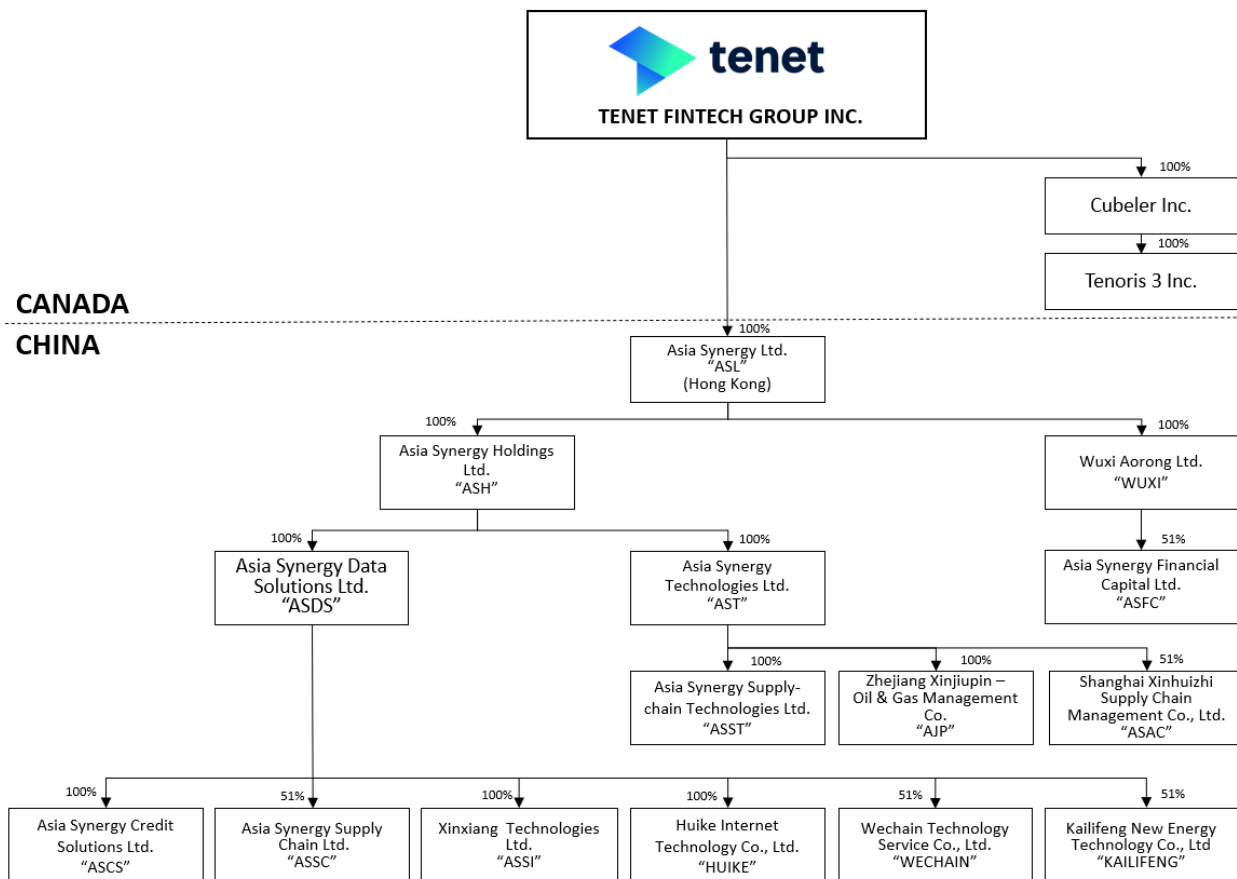 tenet
TENET FINTECH GROUP INC.
100%
Cubeler Inc.
100%
Tenoris 3 Inc.
CANADA
CHINA
100%
Asia Synergy Ltd.
“ASL”
(Hong Kong)
100%
100%
Asia Synergy Holdings
Ltd.
“ASH”
Wuxi Aorong Ltd.
“WUXI”
100%
100%
51%
Asia Synergy Data
Solutions Ltd.
“ASDS”
Asia Synergy
Technologies Ltd.
“AST”
Asia Synergy Financial
Capital Ltd.
“ASFC”
100%
100%
51%
Asia Synergy Supply-
chain Technologies Ltd.
“ASST”
Zhejiang Xinjiupin –
Oil & Gas Management
Co.
“AJP”
Shanghai Xinhuizhi
Supply Chain
Management Co., Ltd.
“ASAC”
100%
51%
100%
100%
51%
51%
Asia Synergy Credit
Solutions Ltd.
“ASCS”
Asia Synergy Supply
Chain Ltd.
“ASSC”
Xinxiang Technologies
Ltd.
“ASSI”
Huike Internet
Technology Co., Ltd.
“HUIKE”
Wechain Technology
Service Co., Ltd.
“WECHAIN”
Kailifeng New Energy
Technology Co., Ltd
“KAILIFENG”